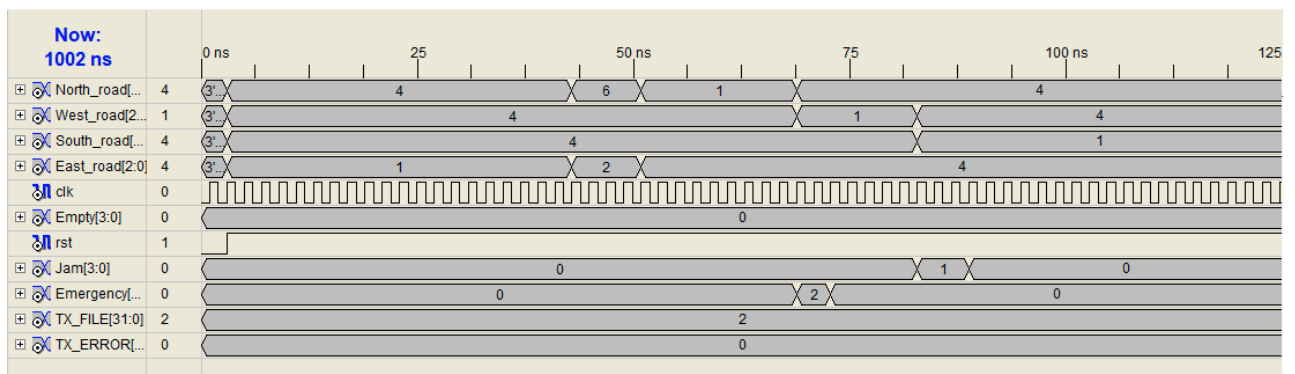 Now:
1002 ns
0 ns 25 50 ns 75 100 ns 125
North_road[... 4 3'... 4 6 1 4
West_road[2... 1 3'... 4 1 4
South_road[... 4 3'... 4 1
East_road[2:0] 4 3'... 1 2 4
clk 0
Empty[3:0] 0 0
rst 1
Jam[3:0] 0 0 1 0
Emergency[... 0 0 2 0
TX_FILE[31:0] 2 2
TX_ERROR[... 0 0